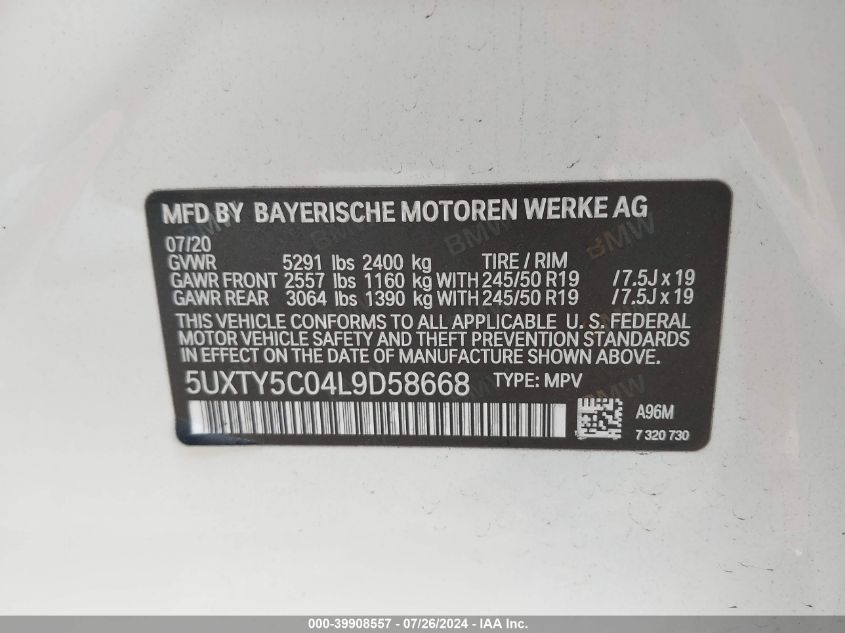 MFD BY BAYERISCHE MOTOREN WERKE AG
07/20
GVWR 5291 lbs 2400 kg TIRE / RIM
GAWR FRONT 2557 lbs 1160 kg WITH 245/50 R19 /7.5J x 19
GAWR REAR 3064 lbs 1390 kg WITH 245/50 R19 /7.5J x 19
THIS VEHICLE CONFORMS TO ALL APPLICABLE U.S. FEDERAL
MOTOR VEHICLE SAFETY AND THEFT PREVENTION STANDARDS
IN EFFECT ON THE DATE OF MANUFACTURE SHOWN ABOVE.
5UXTY5C04L9D58668 TYPE: MPV
A96M
7 320 730
000-39908557 - 07/26/2024 - IAAI.com